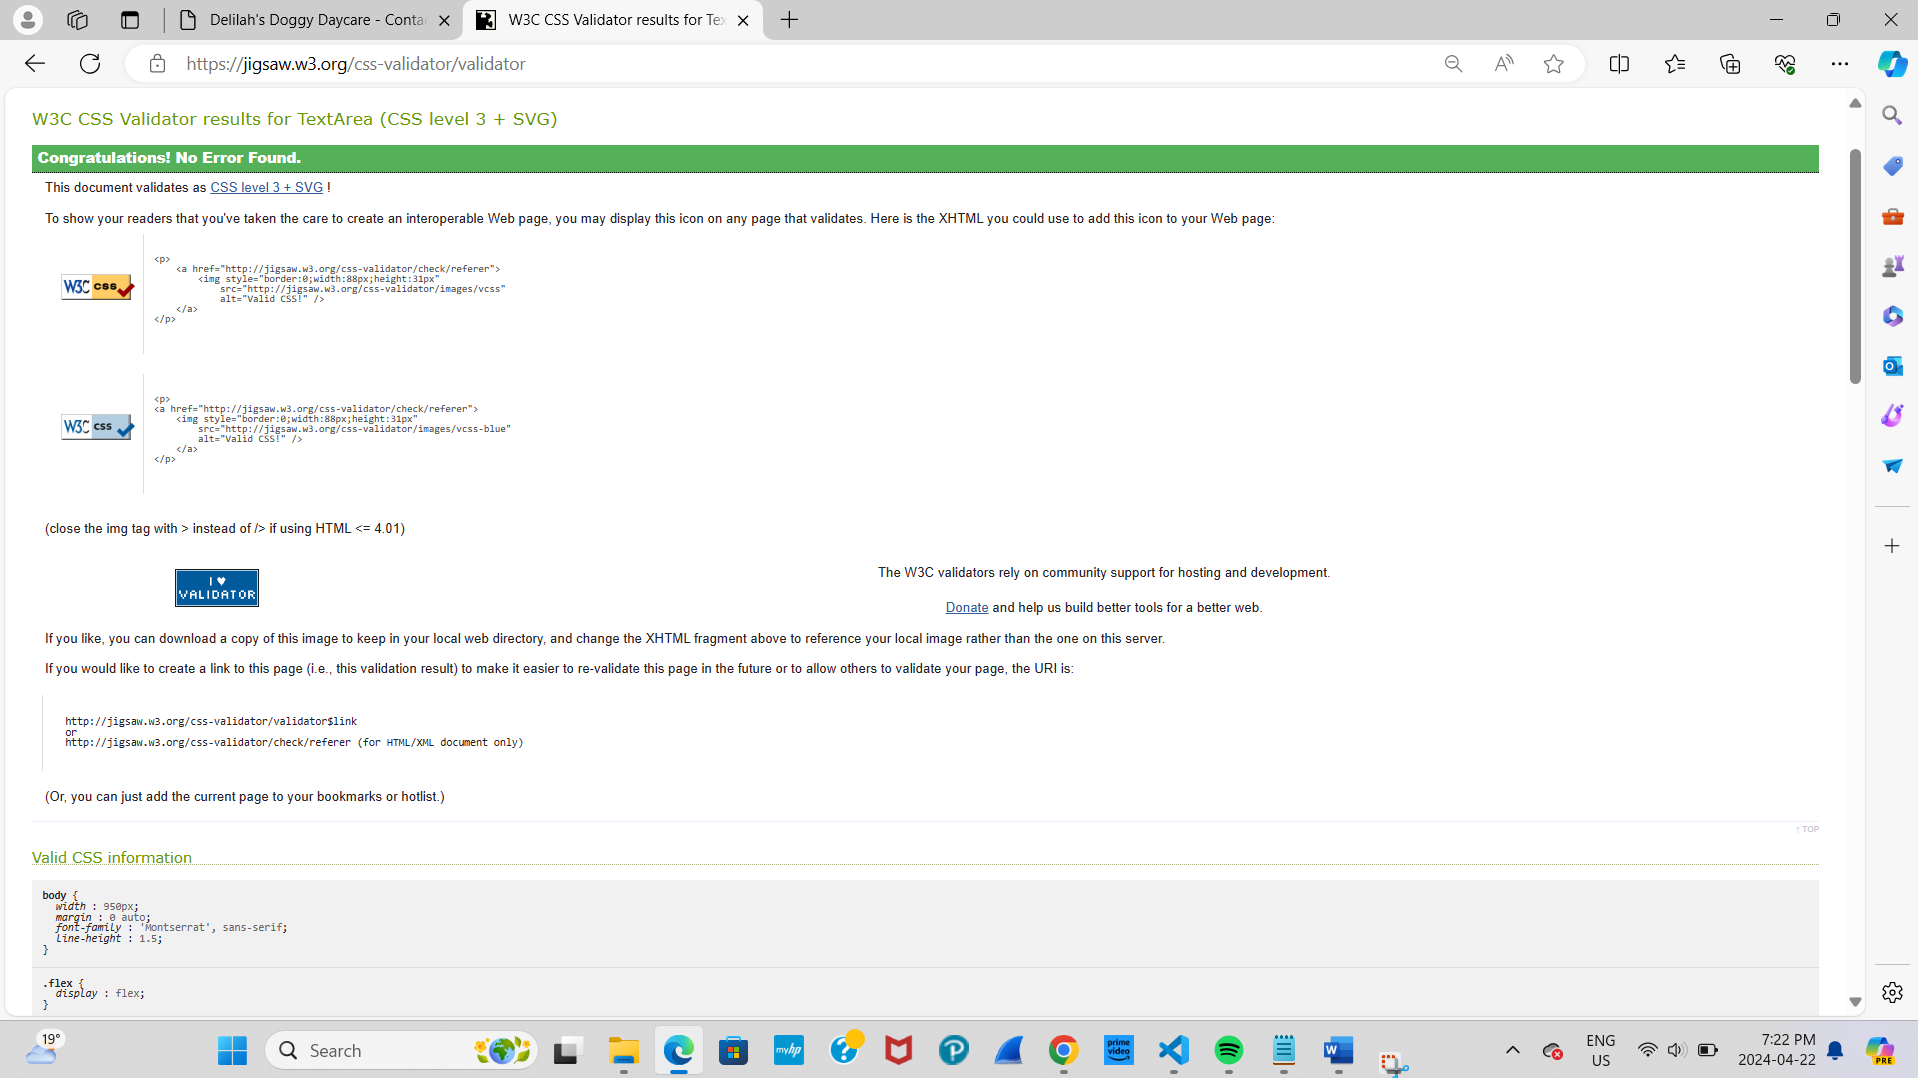 Delilah's Doggy Daycare - Conta
W3C CSS Validator results for Tex
https://jigsaw.w3.org/css-validator/validator
W3C CSS Validator results for TextArea (CSS level 3 + SVG)
Congratulations! No Error Found.
This document validates as CSS level 3 + SVG !
To show your readers that you've taken the care to create an interoperable Web page, you may display this icon on any page that validates. Here is the XHTML you could use to add this icon to your Web page:
W3C css
<p>
<a href="http://jigsaw.w3.org/css-validator/check/referer">
<img style="border:0;width:88px;height:31px"
src="http://jigsaw.w3.org/css-validator/images/vcss"
alt="Valid CSS!" />
</a>
</p>
W3C css
<p>
<a href="http://jigsaw.w3.org/css-validator/check/referer">
<img style="border:0;width:88px;height:31px"
src="http://jigsaw.w3.org/css-validator/images/vcss-blue"
alt="Valid CSS!" />
</a>
</p>
(close the img tag with > instead of /> if using HTML <= 4.01)
I ♥
VALIDATOR
The W3C validators rely on community support for hosting and development.
Donate and help us build better tools for a better web.
If you like, you can download a copy of this image to keep in your local web directory, and change the XHTML fragment above to reference your local image rather than the one on this server.
If you would like to create a link to this page (i.e., this validation result) to make it easier to re-validate this page in the future or to allow others to validate your page, the URI is:
http://jigsaw.w3.org/css-validator/validator$link
or
http://jigsaw.w3.org/css-validator/check/referer (for HTML/XML document only)
(Or, you can just add the current page to your bookmarks or hotlist.)
↑ TOP
Valid CSS information
body {
width : 950px;
margin : 0 auto;
font-family : 'Montserrat', sans-serif;
line-height : 1.5;
}
.flex {
display : flex;
}
19°
Search
myhp
prime video
ENG
US
7:22 PM
2024-04-22
PRE